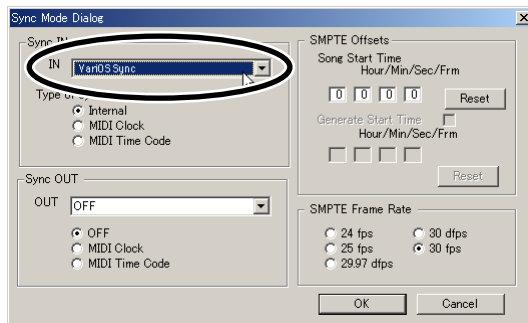 Sync Mode Dialog
Sync IN
IN VariOS Sync
Internal
MIDI Clock
MIDI Time Code
Sync OUT
OUT OFF
OFF
MIDI Clock
MIDI Time Code
SMPTE Offsets
Song Start Time
Hour/Min/Sec/Frm
0 0 0 0 Reset
Generate Start Time
Hour/Min/Sec/Frm
Reset
SMPTE Frame Rate
24 fps 30 dfps
25 fps 30 fps
29.97 dfps
OK Cancel